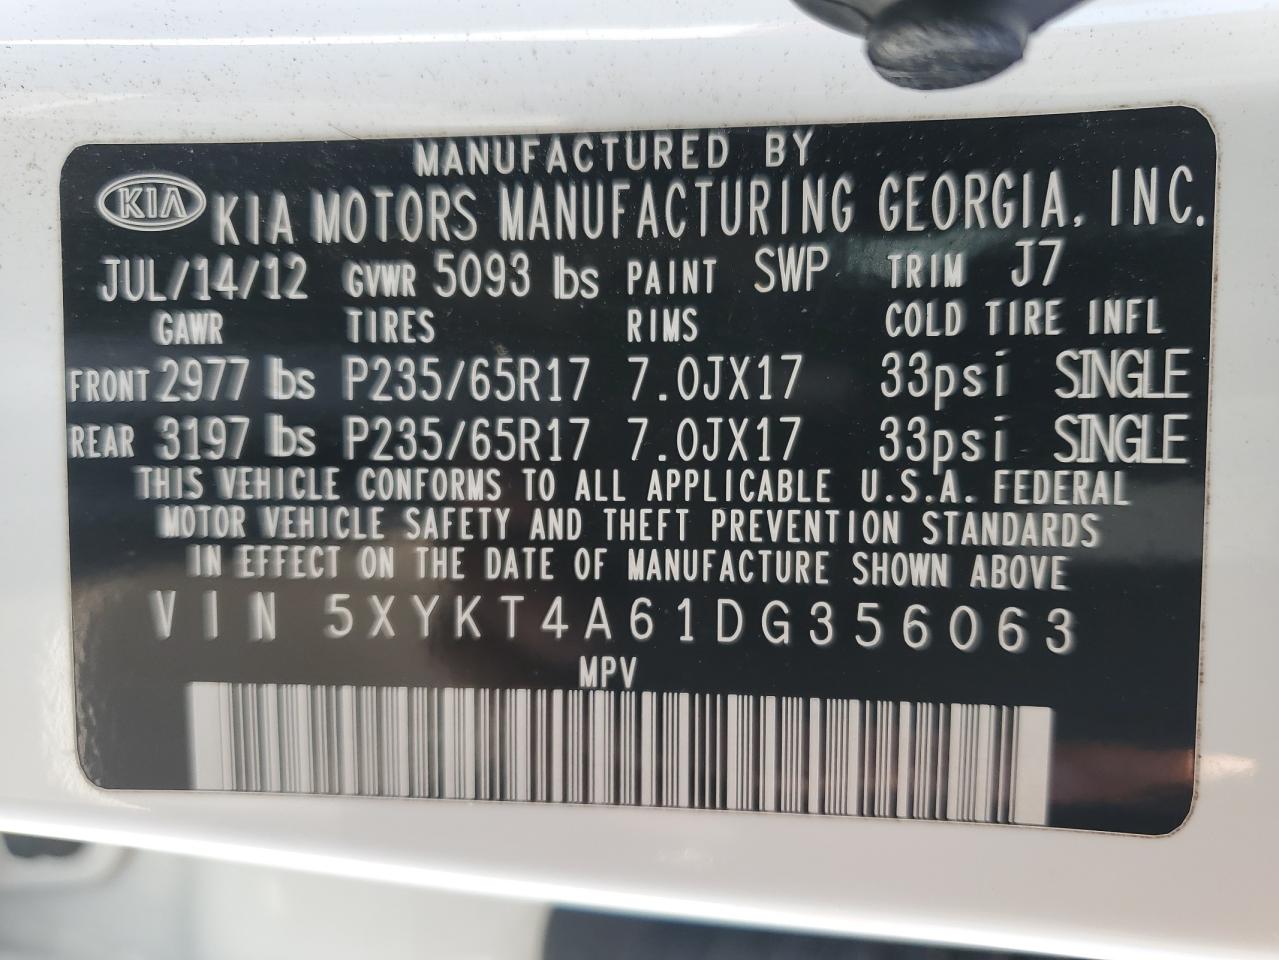 MANUFACTURED BY
KIA KIA MOTORS MANUFACTURING GEORGIA, INC.
JUL/14/12 GVWR 5093 lbs PAINT SWP TRIM J7
GAWR TIRES RIMS COLD TIRE INFL
FRONT 2977 lbs P235/65R17 7.0JX17 33psi SINGLE
REAR 3197 lbs P235/65R17 7.0JX17 33psi SINGLE
THIS VEHICLE CONFORMS TO ALL APPLICABLE U.S.A. FEDERAL
MOTOR VEHICLE SAFETY AND THEFT PREVENTION STANDARDS
IN EFFECT ON THE DATE OF MANUFACTURE SHOWN ABOVE
VIN 5XYKT4A61DG356063
MPV